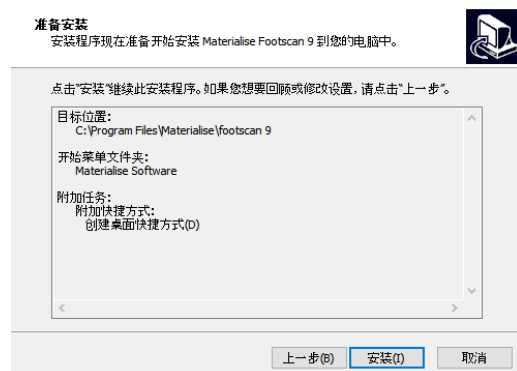 准备安装
安装程序现在准备开始安装 Materialise Footscan 9 到您的电脑中。
点击"安装"继续此安装程序。如果您想要回顾或修改设置，请点击"上一步"。
目标位置:
C:\Program Files\Materialise\footscan 9
开始菜单文件夹:
Materialise Software
附加任务:
附加快捷方式:
创建桌面快捷方式(D)
上一步(B) 安装(I) 取消